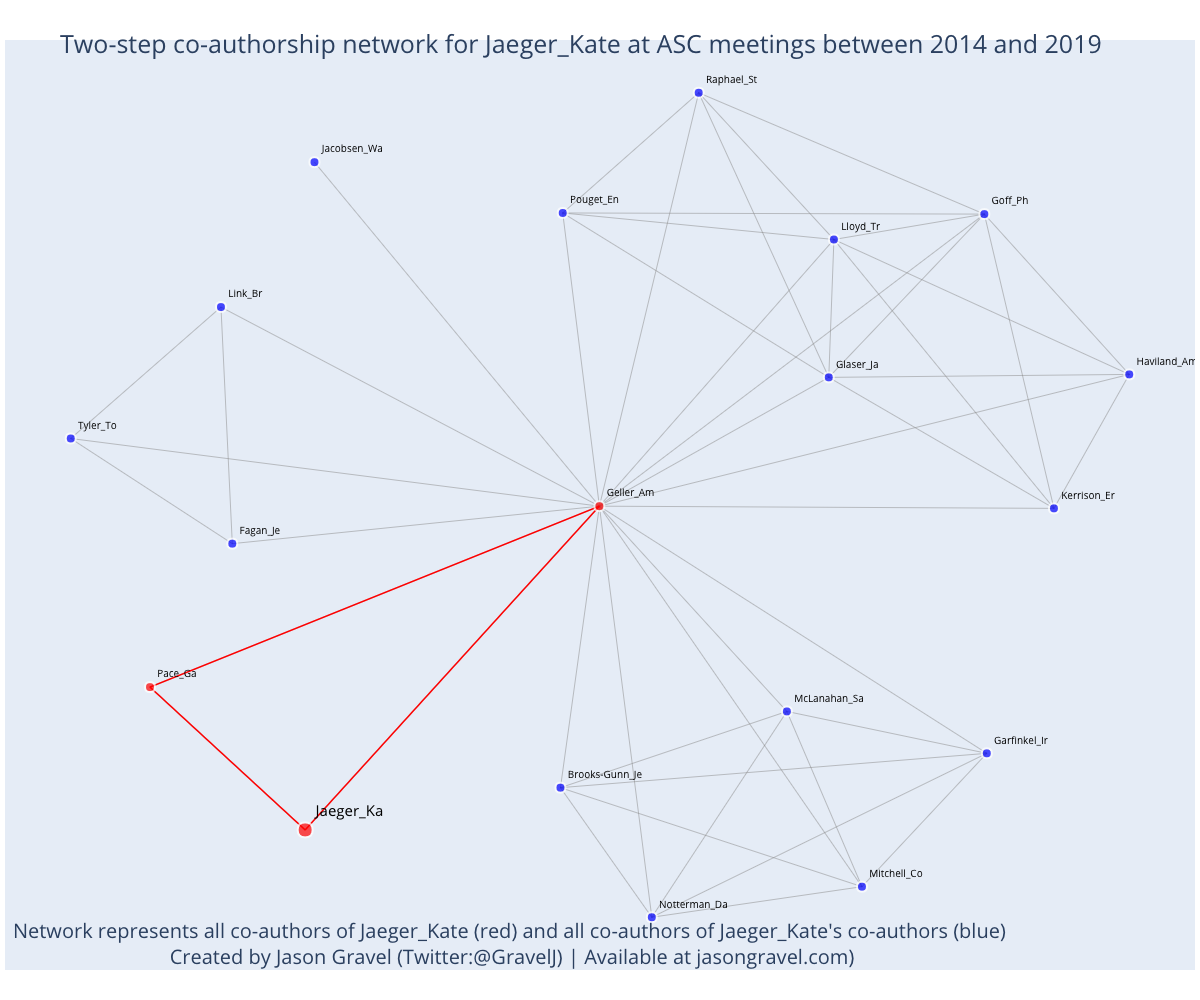 Two-step co-authorship network for Jaeger_Kate at ASC meetings between 2014 and 2019
Raphael_St
Jacobsen_Wa
Pouget_En
Goff_Ph
Lloyd_Tr
Link_Br
Glaser_Ja
Haviland_Am
Tyler_To
Geller_Am
Kerrison_Er
Fagan_Je
Pace_Ga
McLanahan_Sa
Garfinkel_Ir
Brooks-Gunn_Je
Jaeger_Ka
Mitchell_Co
Notterman_Da
Network represents all co-authors of Jaeger_Kate (red) and all co-authors of Jaeger_Kate's co-authors (blue)
Created by Jason Gravel (Twitter:@GravelJ) | Available at jasongravel.com)